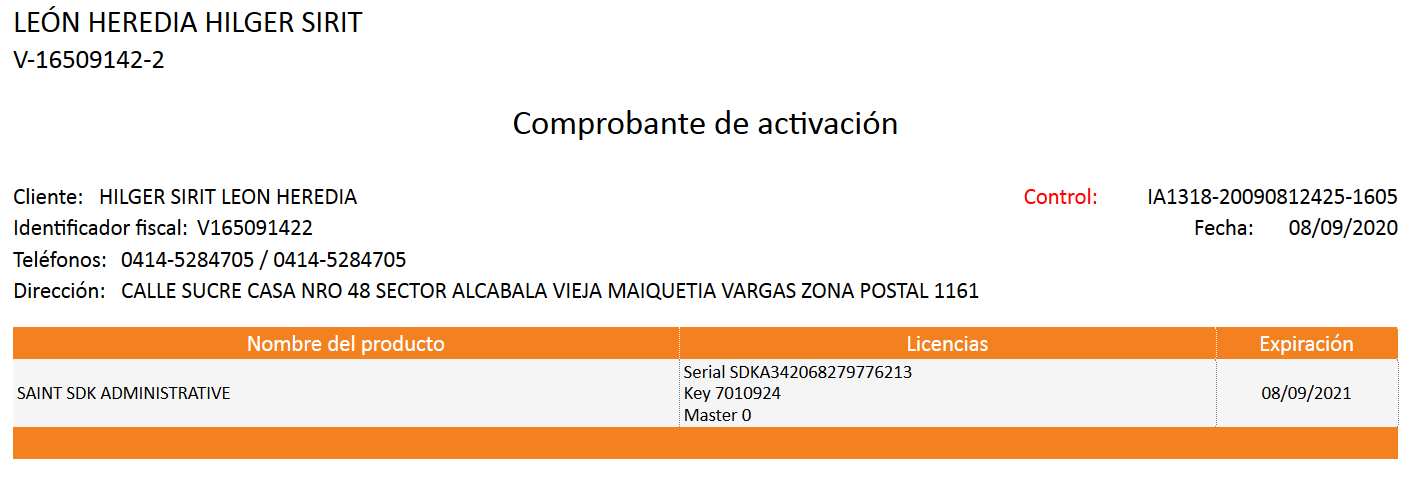 LEÓN HEREDIA HILGER SIRIT
V-16509142-2
Comprobante de activación
Cliente: HILGER SIRIT LEON HEREDIA
Control: IA1318-20090812425-1605
Identificador fiscal: V165091422
Fecha: 08/09/2020
Teléfonos: 0414-5284705 / 0414-5284705
Dirección: CALLE SUCRE CASA NRO 48 SECTOR ALCABALA VIEJA MAIQUETIA VARGAS ZONA POSTAL 1161
Nombre del producto Licencias Expiración
Serial SDKA342068279776213
SAINT SDK ADMINISTRATIVE Key 7010924 08/09/2021
Master 0